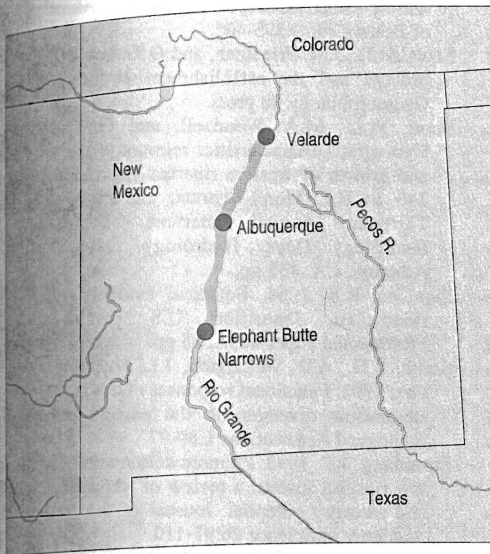 Colorado
Velarde
New
Mexico
Pecos R.
Albuquerque
Elephant Butte
Narrows
Rio Grande
Texas